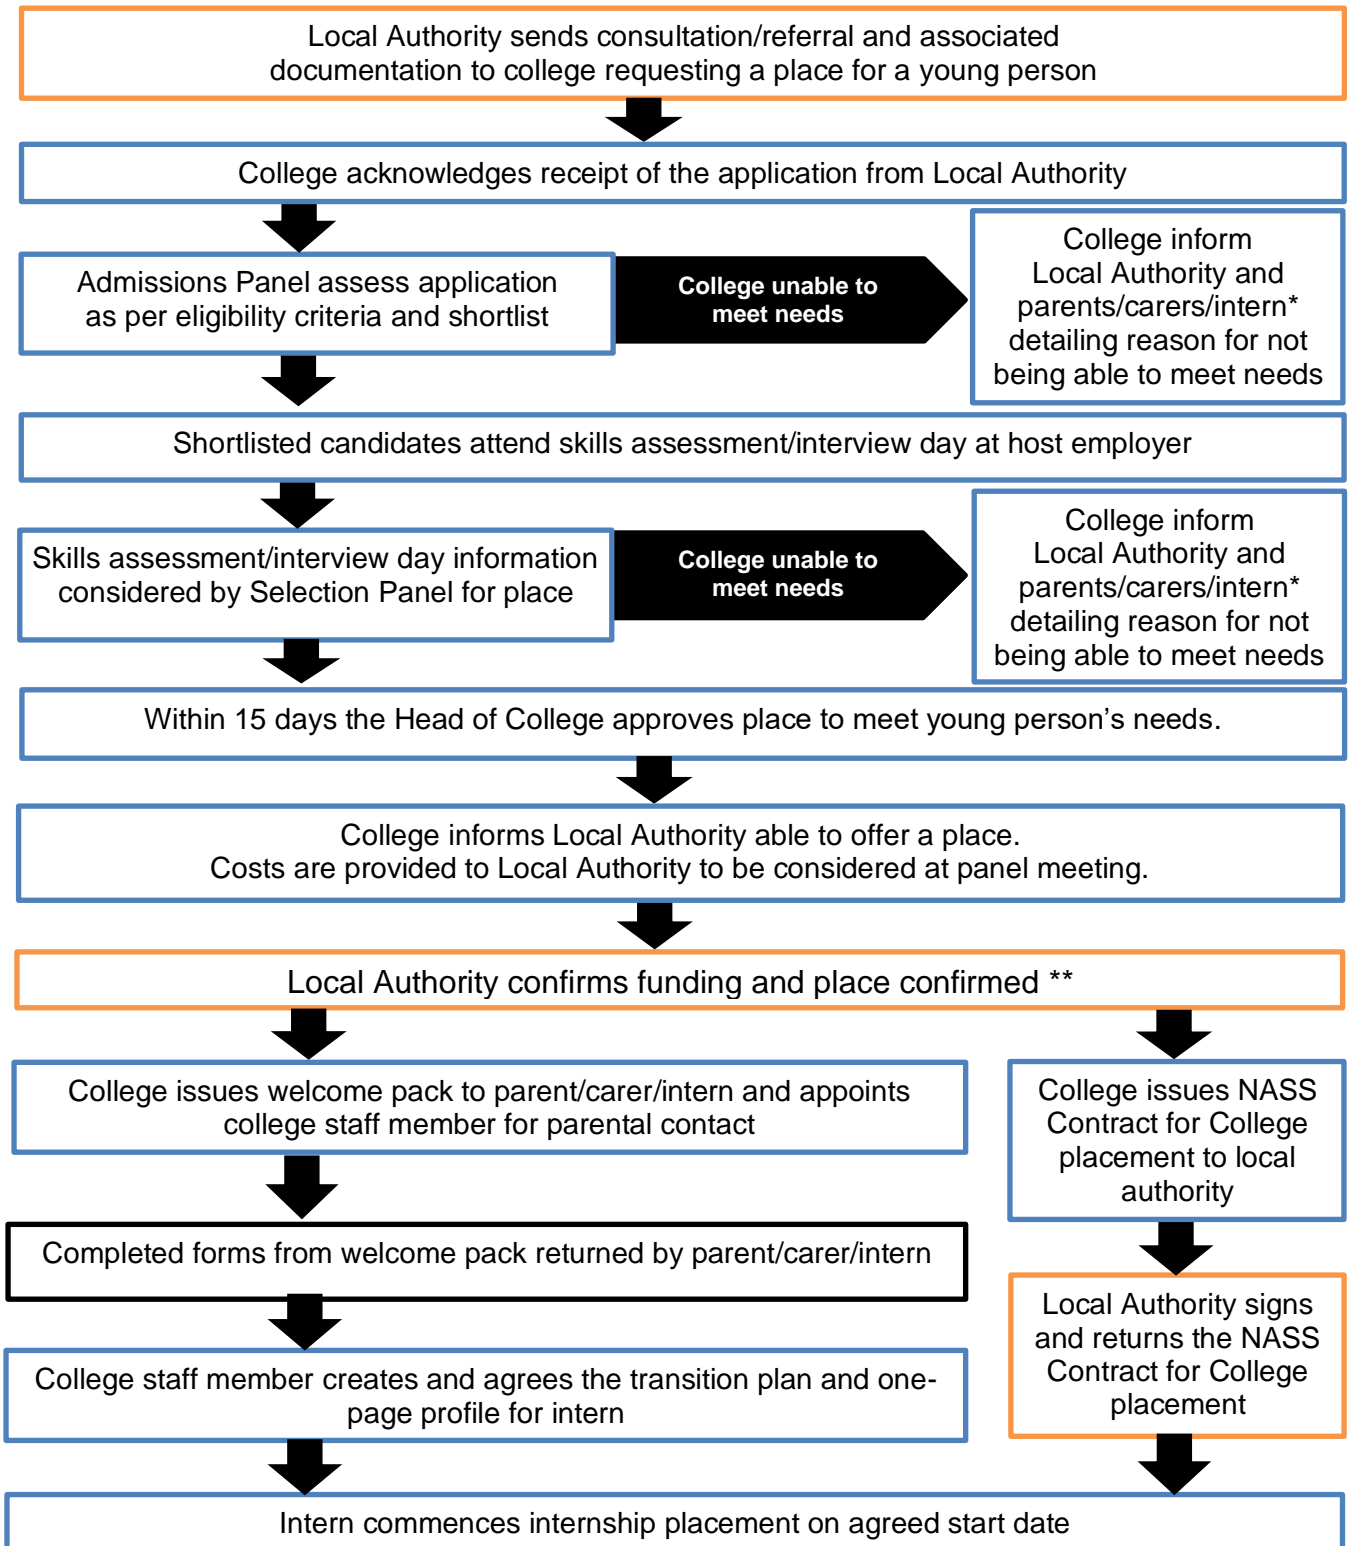 Local Authority sends consultation/referral and associated
documentation to college requesting a place for a young person
College acknowledges receipt of the application from Local Authority
Admissions Panel assess application
as per eligibility criteria and shortlist
College unable to
meet needs
College inform
Local Authority and
parents/carers/intern*
detailing reason for not
being able to meet needs
Shortlisted candidates attend skills assessment/interview day at host employer
Skills assessment/interview day information
considered by Selection Panel for place
College unable to
meet needs
College inform
Local Authority and
parents/carers/intern*
detailing reason for not
being able to meet needs
Within 15 days the Head of College approves place to meet young person’s needs.
College informs Local Authority able to offer a place.
Costs are provided to Local Authority to be considered at panel meeting.
Local Authority confirms funding and place confirmed **
College issues welcome pack to parent/carer/intern and appoints
college staff member for parental contact
College issues NASS
Contract for College
placement to local
authority
Completed forms from welcome pack returned by parent/carer/intern
Local Authority signs
and returns the NASS
Contract for College
placement
College staff member creates and agrees the transition plan and one-
page profile for intern
Intern commences internship placement on agreed start date